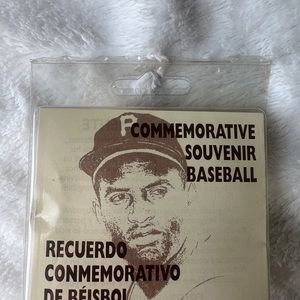 P
COMMEMORATIVE
SOUVENIR
BASEBALL
RECUERDO
CONMEMORATIVO
DE BÉISBOL